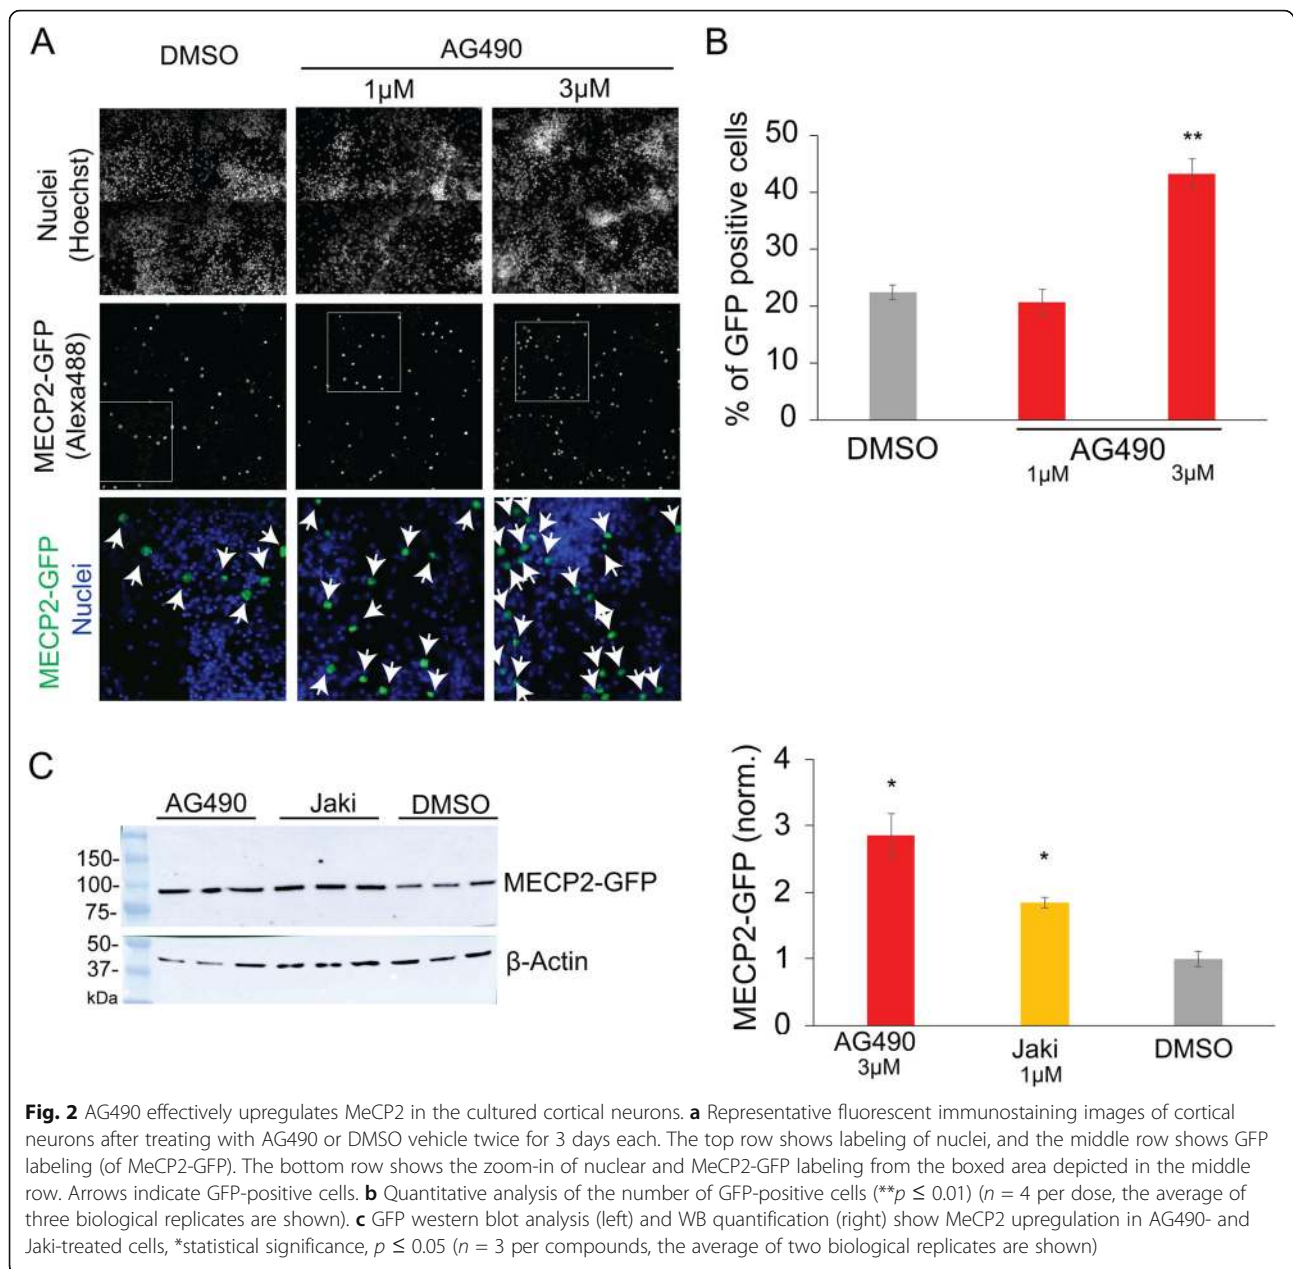 A
DMSO
AG490
1µM
3µM
Nuclei
(Hoechst)
MECP2-GFP
(Alexa488)
MECP2-GFP
Nuclei
B
% of GFP positive cells
50
40
30
20
10
0
**
DMSO
AG490
1µM
3µM
C
AG490
Jaki
DMSO
150-
100-
75-
50-
37-
kDa
MECP2-GFP
β-Actin
MECP2-GFP (norm.)
4
3
2
1
0
*
*
AG490
3µM
Jaki
1µM
DMSO
Fig. 2 AG490 effectively upregulates MeCP2 in the cultured cortical neurons. a Representative fluorescent immunostaining images of cortical
neurons after treating with AG490 or DMSO vehicle twice for 3 days each. The top row shows labeling of nuclei, and the middle row shows GFP
labeling (of MeCP2-GFP). The bottom row shows the zoom-in of nuclear and MeCP2-GFP labeling from the boxed area depicted in the middle
row. Arrows indicate GFP-positive cells. b Quantitative analysis of the number of GFP-positive cells (**p ≤ 0.01) (n = 4 per dose, the average of
three biological replicates are shown). c GFP western blot analysis (left) and WB quantification (right) show MeCP2 upregulation in AG490- and
Jaki-treated cells, *statistical significance, p ≤ 0.05 (n = 3 per compounds, the average of two biological replicates are shown)